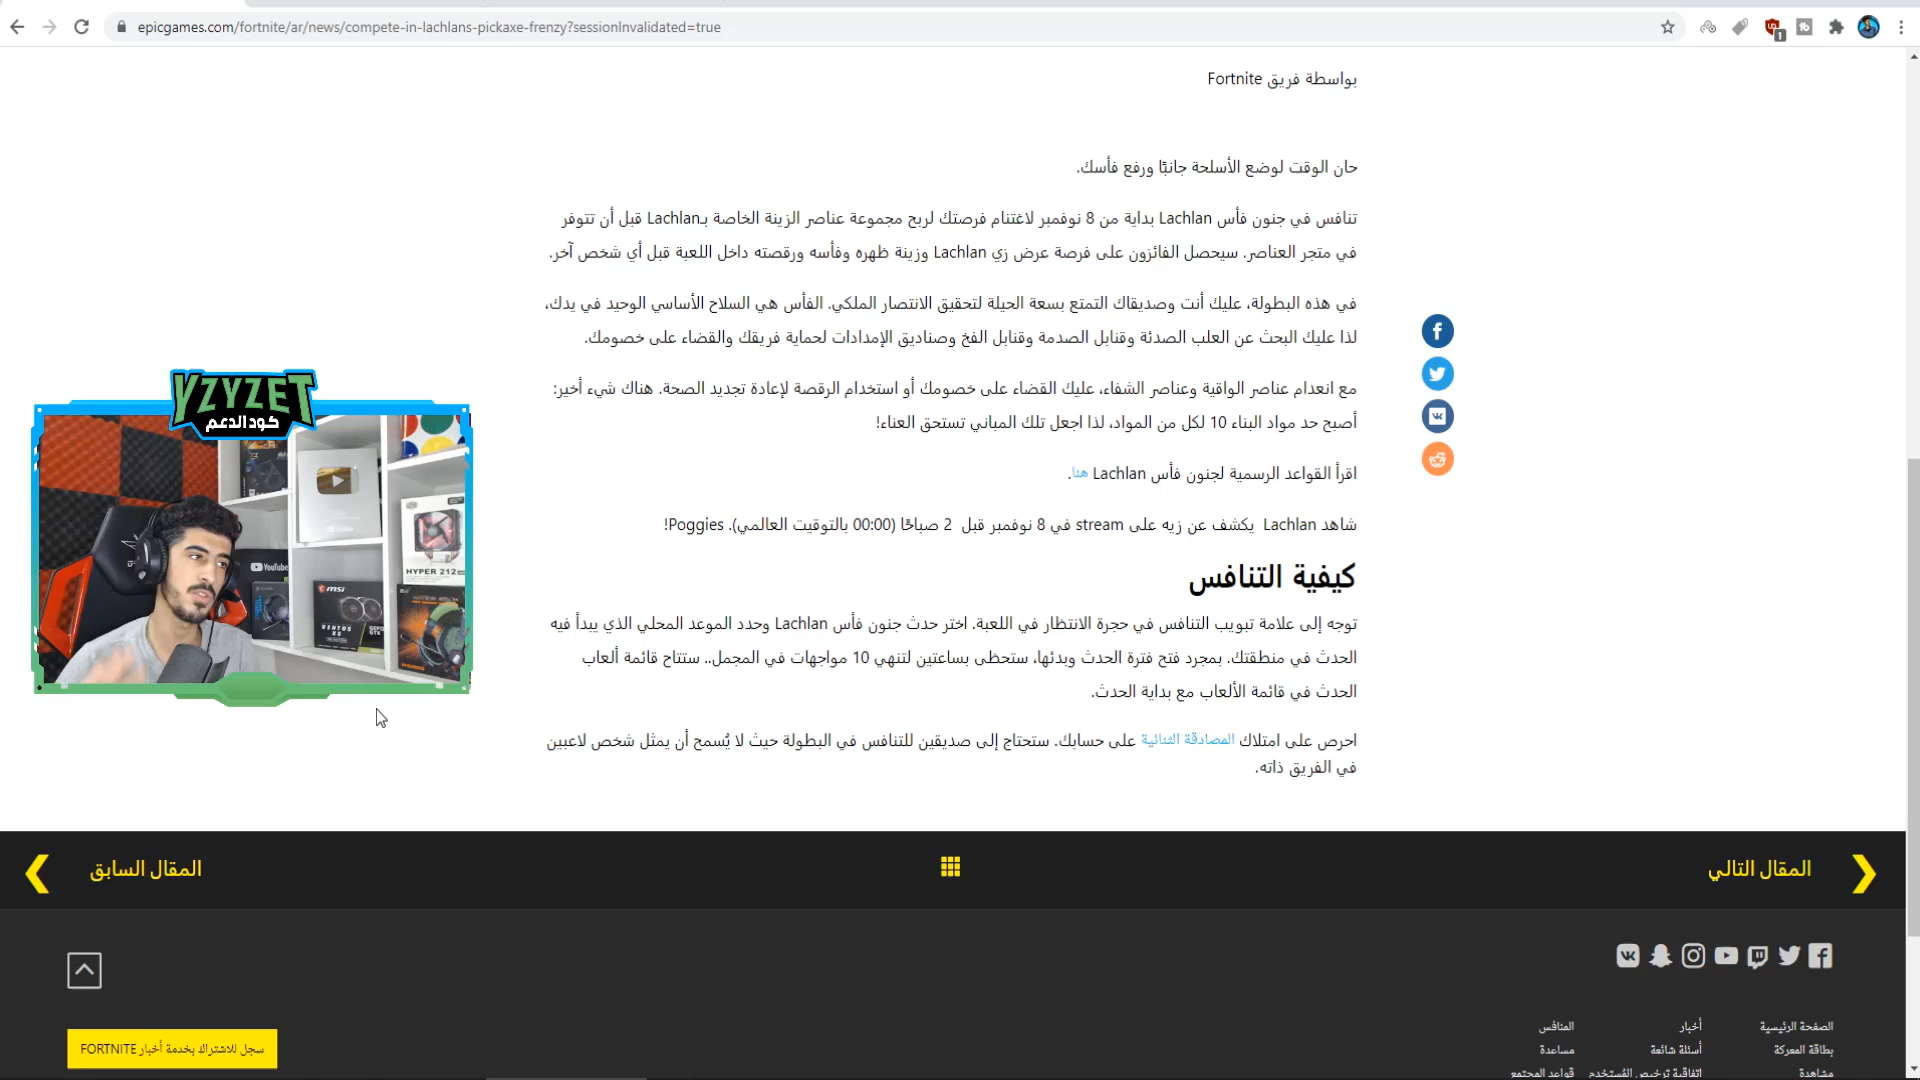 epicgames.com/fortnite/ar/news/compete-in-lachlans-pickaxe-frenzy?sessionInvalidated=true
1
بواسطة فريق Fortnite
حان الوقت لوضع الأسلحة جانبًا ورفع فأسك.
تنافس في جنون فأس Lachlan بداية من 8 نوفمبر لاغتنام فرصتك لربح مجموعة عناصر الزينة الخاصة بـLachlan قبل أن تتوفر
في متجر العناصر. سيحصل الفائزون على فرصة عرض زي Lachlan وزينة ظهره وفأسه ورقصته داخل اللعبة قبل أي شخص آخر.
في هذه البطولة، عليك أنت وصديقاك التمتع بسعة الحيلة لتحقيق الانتصار الملكي. الفأس هي السلاح الأساسي الوحيد في يدك،
لذا عليك البحث عن العلب الصدئة وقنابل الصدمة وقنابل الفخ وصناديق الإمدادات لحماية فريقك والقضاء على خصومك.
مع انعدام عناصر الواقية وعناصر الشفاء، عليك القضاء على خصومك أو استخدام الرقصة لإعادة تجديد الصحة. هناك شيء أخير:
أصبح حد مواد البناء 10 لكل من المواد، لذا اجعل تلك المباني تستحق العناء!
اقرأ القواعد الرسمية لجنون فأس Lachlan هنا.
شاهد Lachlan يكشف عن زيه على stream في 8 نوفمبر قبل 2 صباحًا (00:00 بالتوقيت العالمي). Poggies!
كيفية التنافس
توجه إلى علامة تبويب التنافس في حجرة الانتظار في اللعبة. اختر حدث جنون فأس Lachlan وحدد الموعد المحلي الذي يبدأ فيه
الحدث في منطقتك. بمجرد فتح فترة الحدث وبدئها، ستحظى بساعتين لتنهي 10 مواجهات في المجمل.. ستتاح قائمة ألعاب
الحدث في قائمة الألعاب مع بداية الحدث.
احرص على امتلاك المصادقة الثنائية على حسابك. ستحتاج إلى صديقين للتنافس في البطولة حيث لا يُسمح أن يمثل شخص لاعبين
في الفريق ذاته.
YZYZET
كود الدعم
YouTube
HYPER 212
msi
VENTUS
المقال التالي
المقال السابق
الصفحة الرئيسية
أخبار
المنافس
بطاقة المعركة
أسئلة شائعة
مساعدة
مشاهدة
اتفاقية ترخيص المُستخدم
قواعد المجتمع
سجل للاشتراك بخدمة أخبار FORTNITE